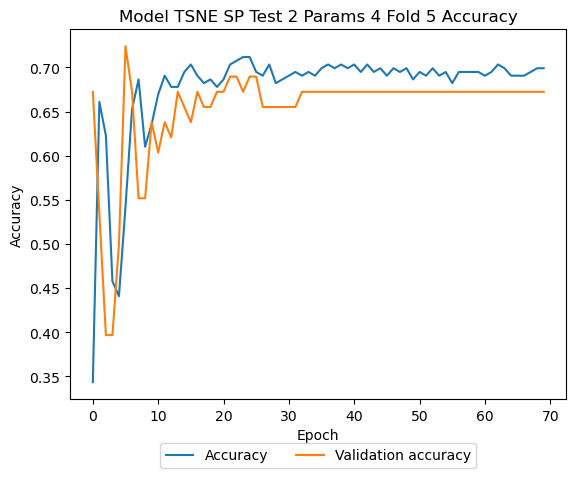 Model TSNE SP Test 2 Params 4 Fold 5 Accuracy
0.70
0.65
0.60
0.55
0.50
0.45
0.40
0.35
Accuracy
0 10 20 30 40 50 60 70
Epoch
Accuracy Validation accuracy